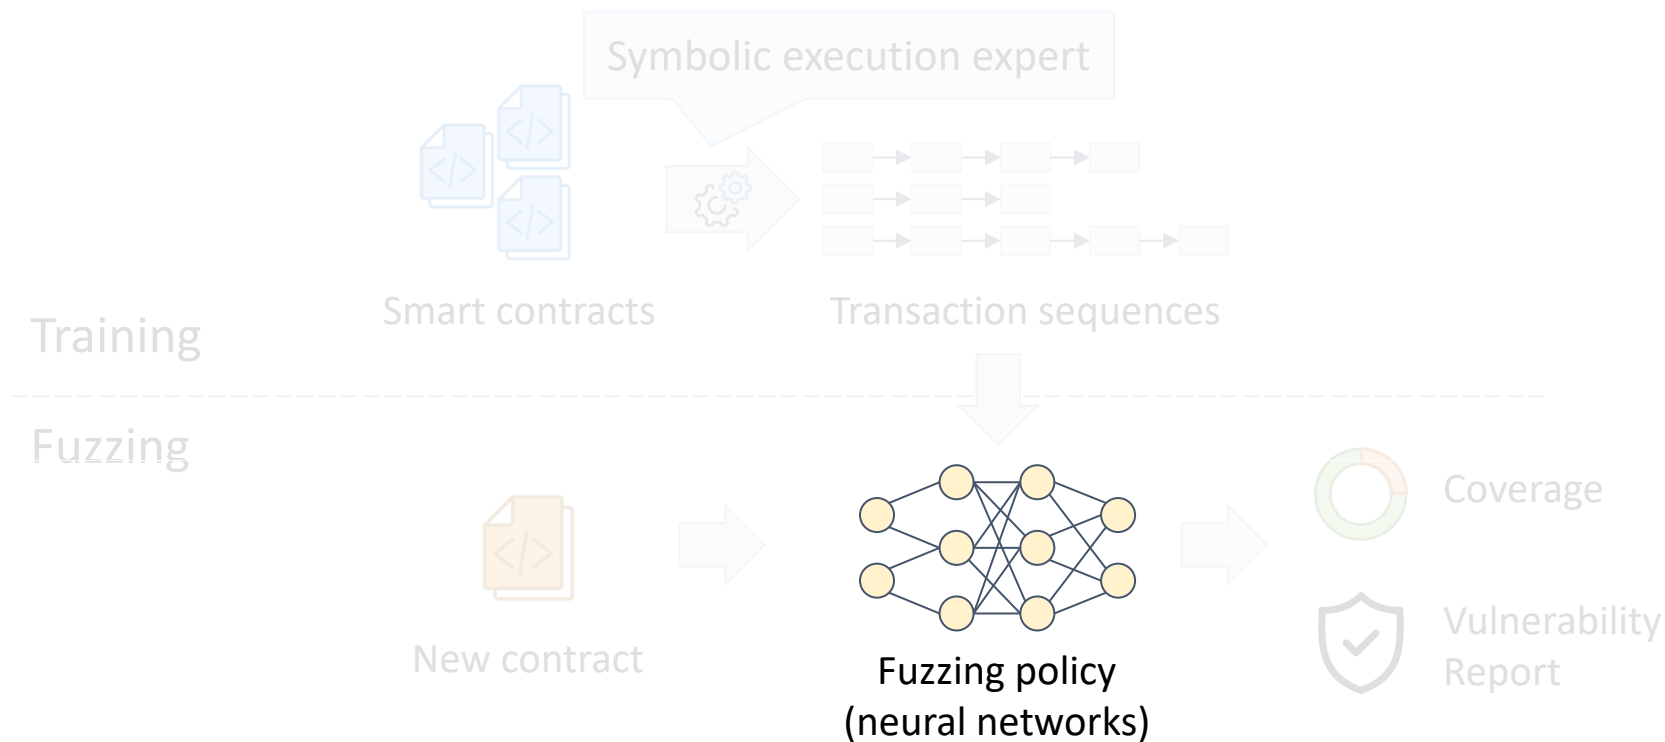 Symbolic execution expert
</>
</>
</>
Smart contracts
Transaction sequences
Training
Fuzzing
</>
New contract
Fuzzing policy
(neural networks)
Coverage
Vulnerability
Report